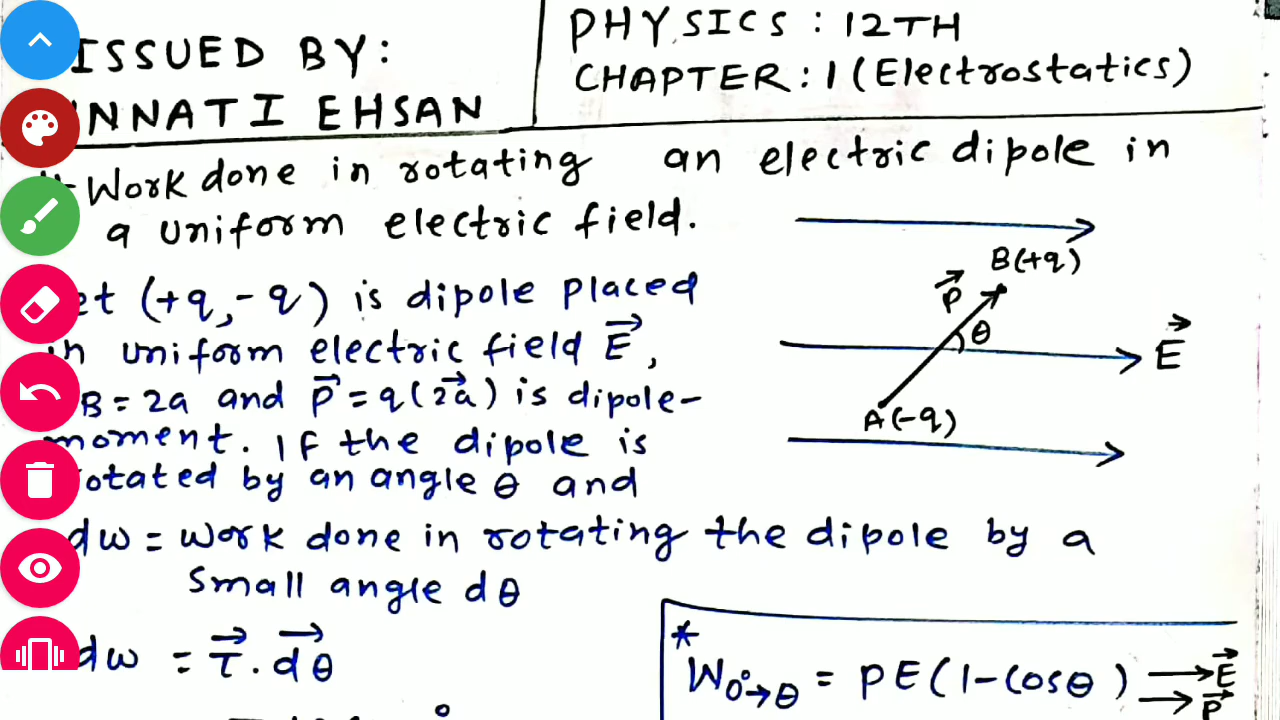 ISSUED BY:
NNATI EHSAN
PHYSICS : 12TH
CHAPTER : 1 (Electrostatics)
Work done in rotating an electric dipole in
a uniform electric field.
et (+q, -q) is dipole placed
in uniform electric field E⃗,
B = 2a and p⃗ = q(2a⃗) is dipole-
moment. If the dipole is
otated by an angle θ and
dw = work done in rotating the dipole by a
small angle dθ
dw = τ⃗ . dθ⃗
B(+q)
p⃗
θ
E⃗
A(-q)
*
W0°→θ = PE(1-cosθ) → E⃗
→ P⃗